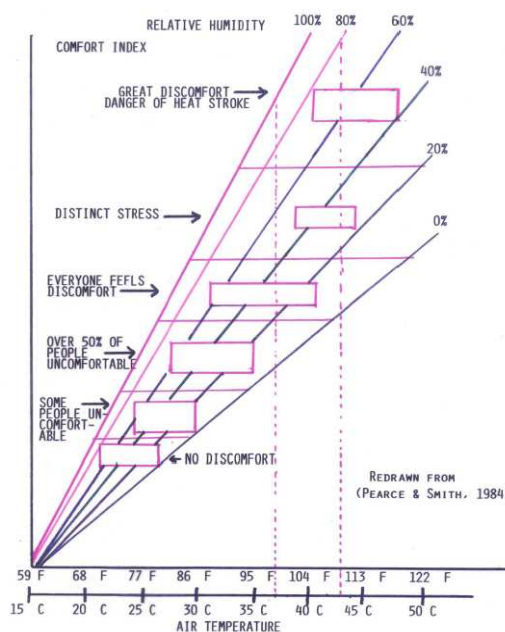 RELATIVE HUMIDITY 100% 80% 60%
COMFORT INDEX
40%
GREAT DISCOMFORT
DANGER OF HEAT STROKE
20%
DISTINCT STRESS
0%
EVERYONE FEELS
DISCOMFORT
OVER 50% OF
PEOPLE
UNCOMFORTABLE
SOME
PEOPLE UN-
COMFORT-
ABLE
NO DISCOMFORT
REDRAWN FROM
(PEARCE & SMITH, 1984
59 F 68 F 77 F 86 F 95 F 104 F 113 F 122 F
15 C 20 C 25 C 30 C 35 C 40 C 45 C 50 C
AIR TEMPERATURE